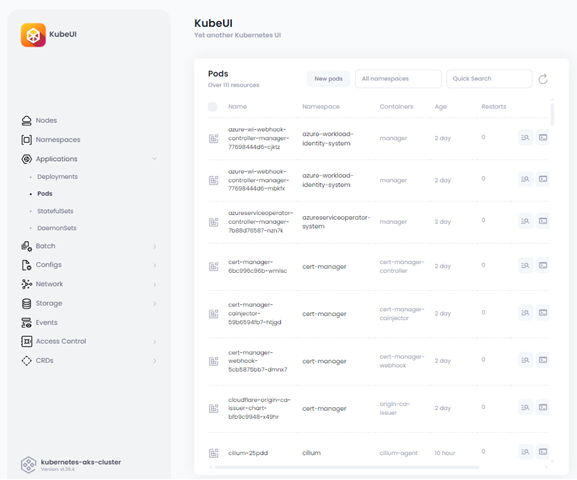 KubeUI
KubeUI
Yet another Kubernetes UI
Nodes
Namespaces
Applications
Deployments
Pods
StatefulSets
DaemonSets
Batch
Configs
Network
Storage
Events
Access Control
CRDs
kubernetes-aks-cluster
Version: v1.26.4
Pods
Over 111 resources
New pods
All namespaces
Quick Search
Name Namespace Containers Age Restarts
azure-wi-webhook-
controller-manager-
77698444d6-cjktz
azure-workload-
identity-system
manager
2 day
0
azure-wi-webhook-
controller-manager-
77698444d6-mbkfx
azure-workload-
identity-system
manager
2 day
0
azureserviceoperator-
controller-manager-
7b88d76587-nzn7k
azureserviceoperator-
system
manager
2 day
0
cert-manager-
6bc996c96b-wmlsc
cert-manager
cert-manager-
controller
2 day
0
cert-manager-
cainjector-
59b6594fb7-htjgd
cert-manager
cert-manager-
cainjector
2 day
0
cert-manager-
webhook-
5cb5875bb7-dmnx7
cert-manager
cert-manager-
webhook
2 day
0
cloudflare-origin-ca-
issuer-chart-
bfb9c9948-x49hr
cert-manager
origin-ca-
issuer
2 day
0
cilium-25pdd
cilium
cilium-agent
10 hour
0